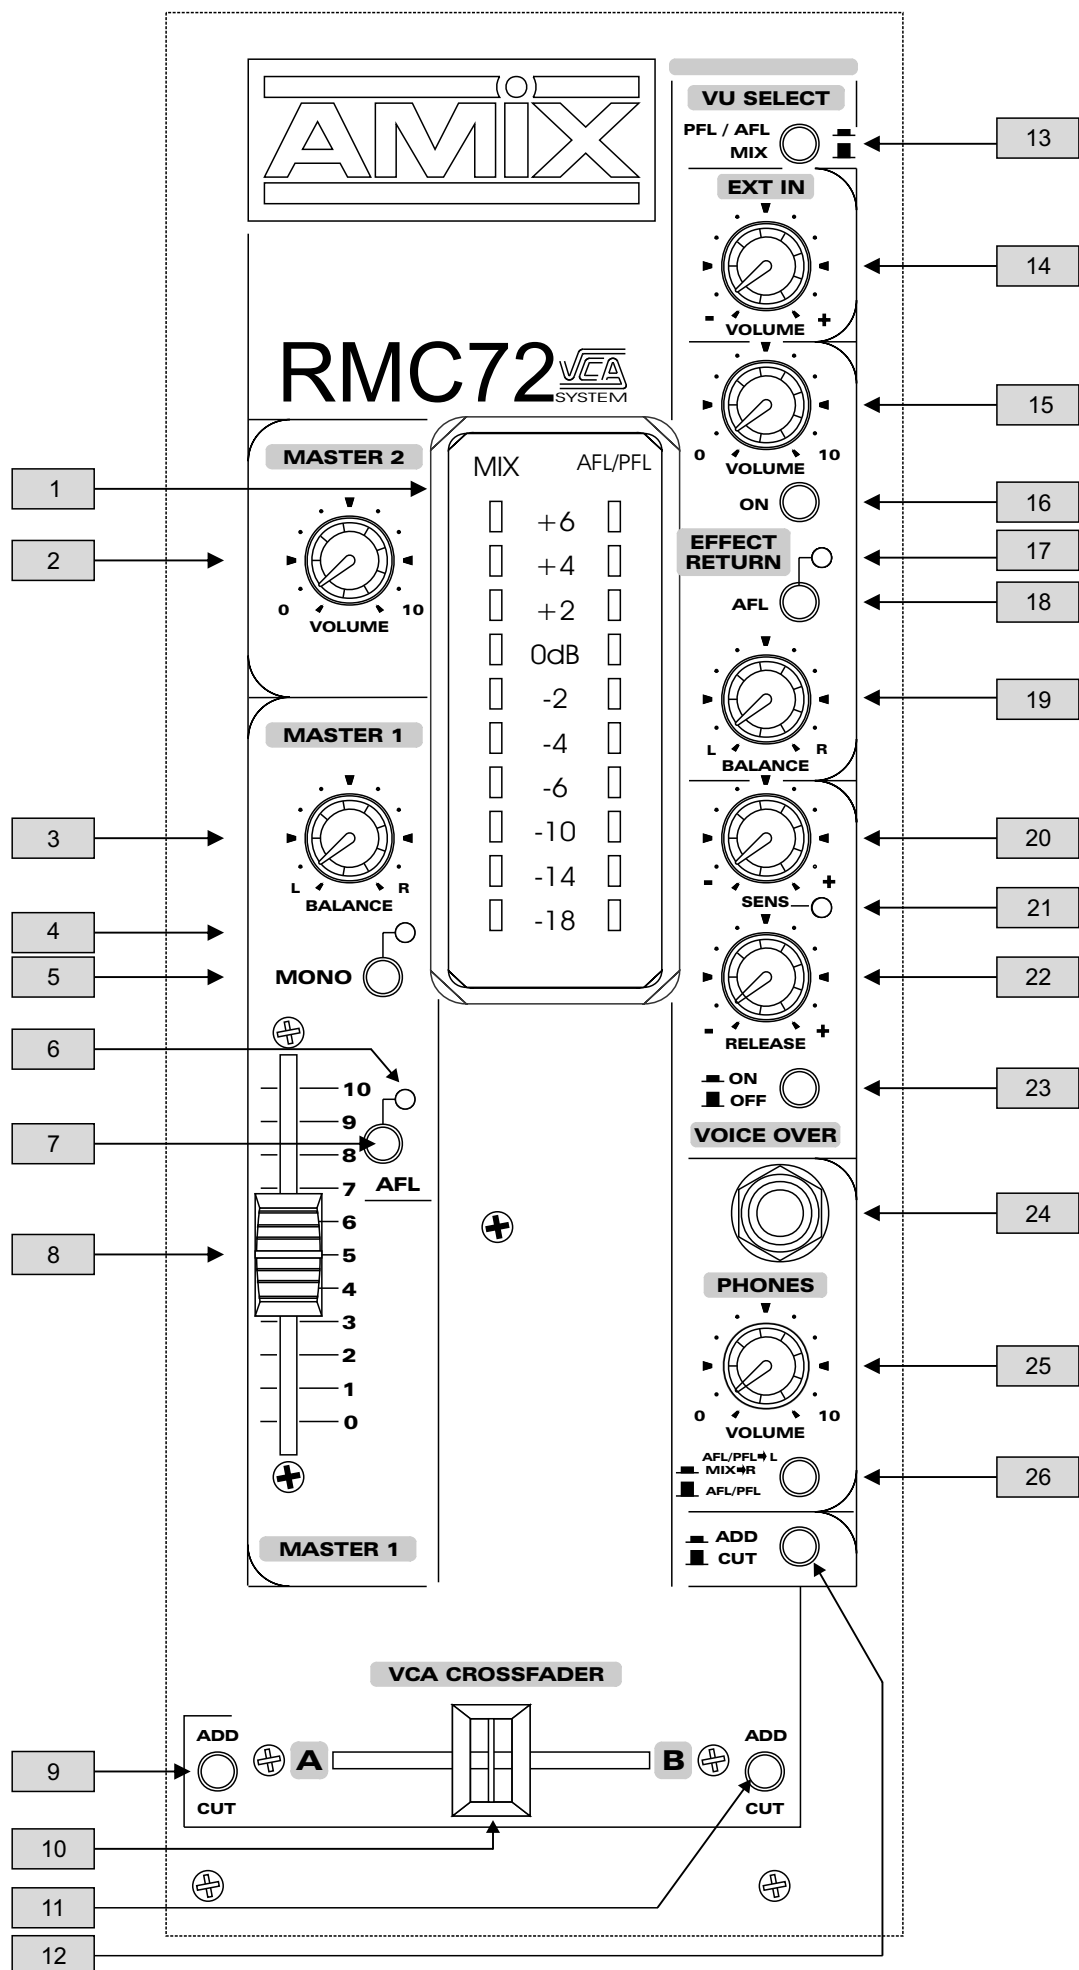 AMiX
VU SELECT
PFL / AFL
MIX
13
EXT IN
14
- VOLUME +
RMC72 VCA
SYSTEM
15
0 VOLUME 10
MASTER 2
MIX AFL/PFL
1
ON
16
+6
EFFECT
RETURN
17
2
+4
AFL
18
0 VOLUME 10
+2
0dB
-2
19
MASTER 1
L BALANCE R
-4
-6
3
-10
20
- SENS +
L BALANCE R
-14
21
4
-18
MONO
5
22
- RELEASE +
6
10
ON
OFF
23
9
7
8
VOICE OVER
7
AFL
6
24
8
5
4
PHONES
3
2
25
1
0
0 VOLUME 10
AFL/PFL➡L
MIX➡R
AFL/PFL
26
MASTER 1
ADD
CUT
VCA CROSSFADER
ADD
ADD
9
A
B
CUT
CUT
10
11
12